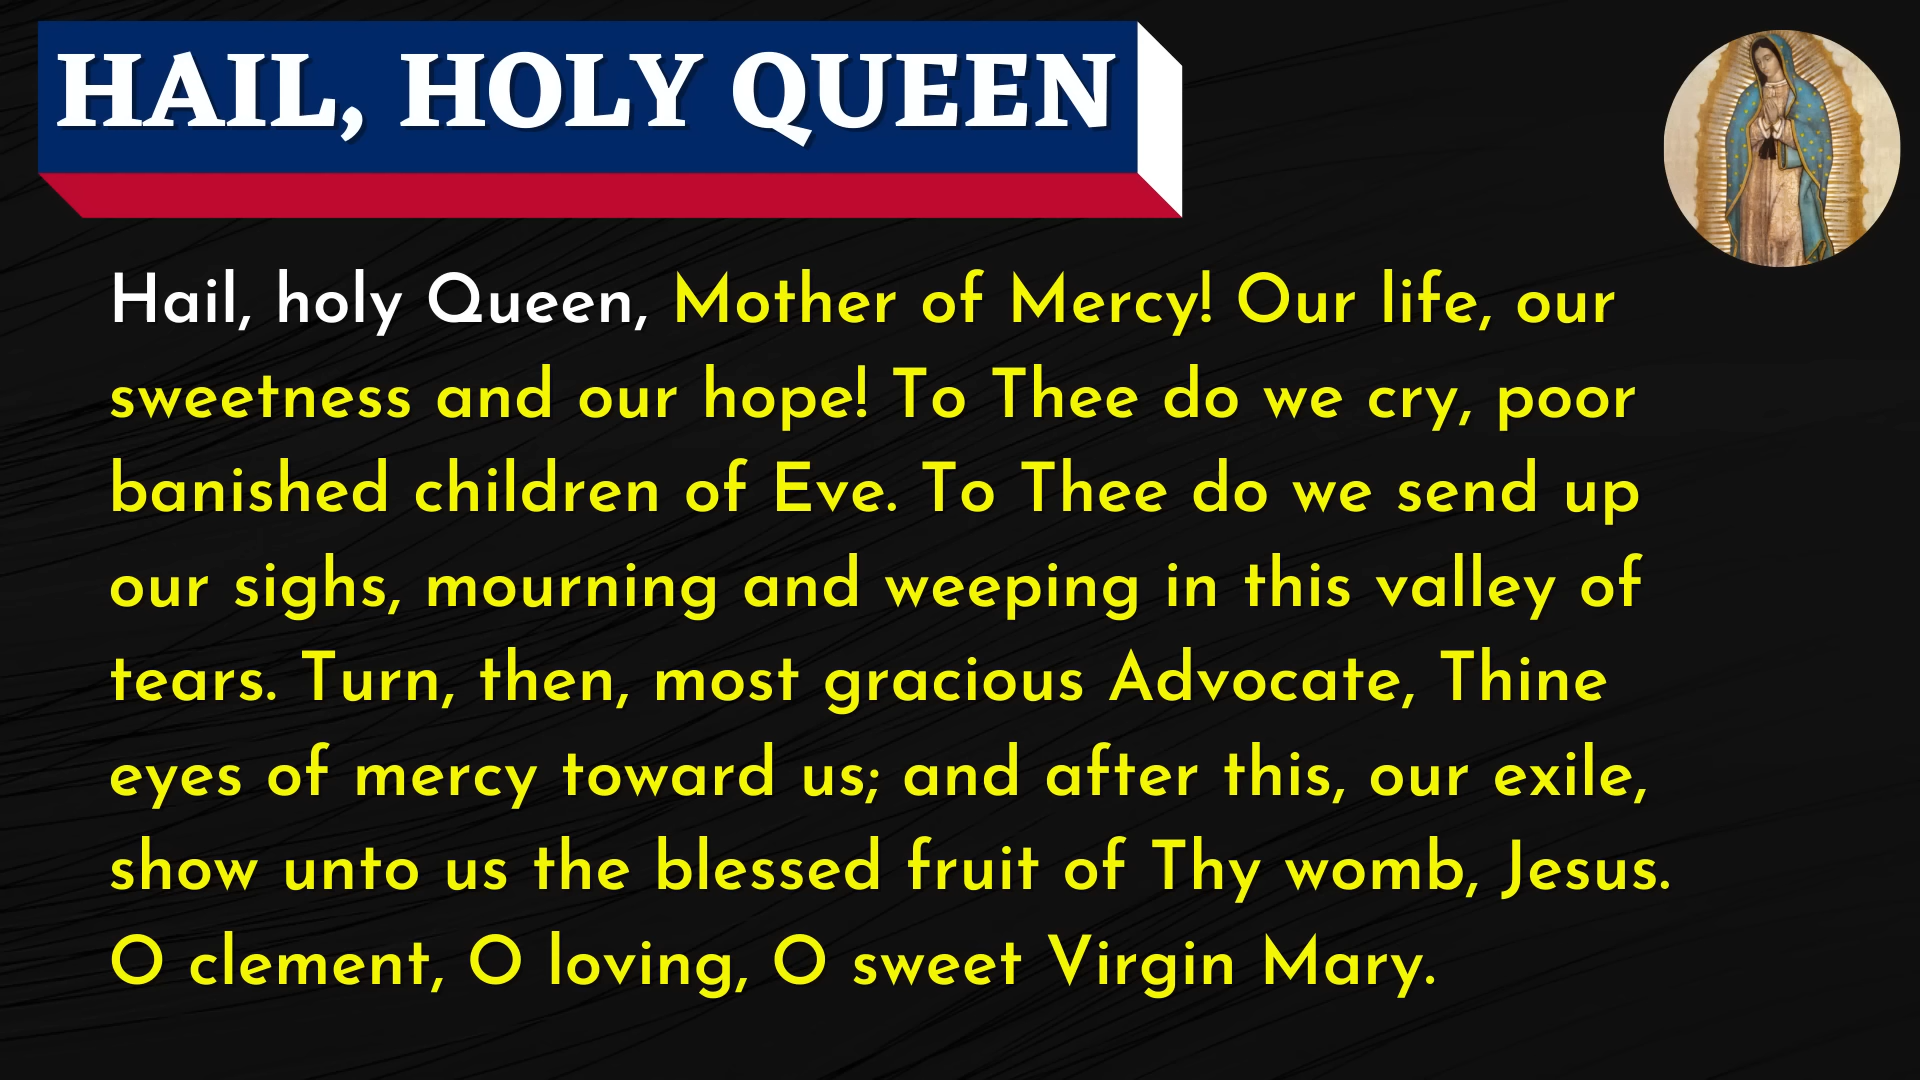 HAIL, HOLY QUEEN
Hail, holy Queen, Mother of Mercy! Our life, our
sweetness and our hope! To Thee do we cry, poor
banished children of Eve. To Thee do we send up
our sighs, mourning and weeping in this valley of
tears. Turn, then, most gracious Advocate, Thine
eyes of mercy toward us; and after this, our exile,
show unto us the blessed fruit of Thy womb, Jesus.
O clement, O loving, O sweet Virgin Mary.